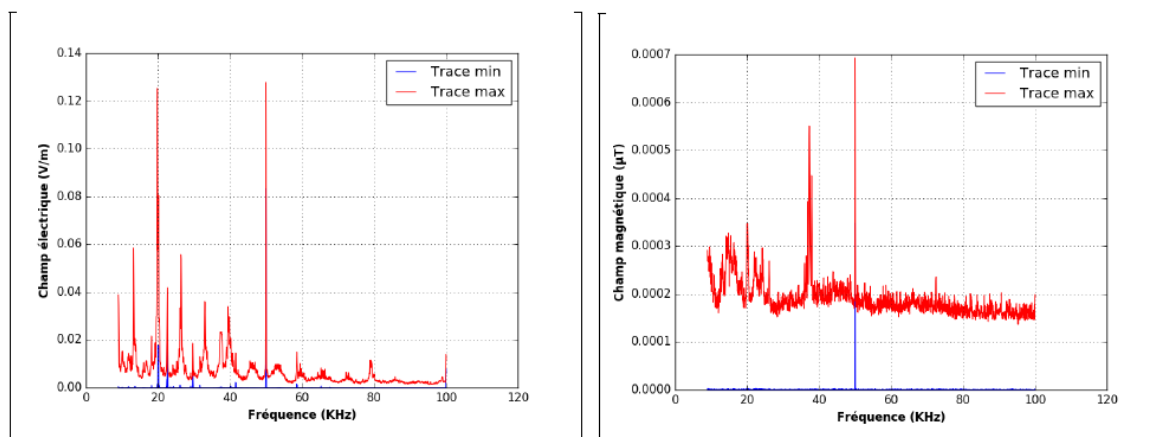 0.14
0.12
0.10
0.08
0.06
0.04
0.02
0.00
Champ électrique (V/m)
Trace min
Trace max
0 20 40 60 80 100 120
Fréquence (KHz)
0.0007
0.0006
0.0005
0.0004
0.0003
0.0002
0.0001
0.0000
Champ magnétique (µT)
Trace min
Trace max
0 20 40 60 80 100 120
Fréquence (KHz)